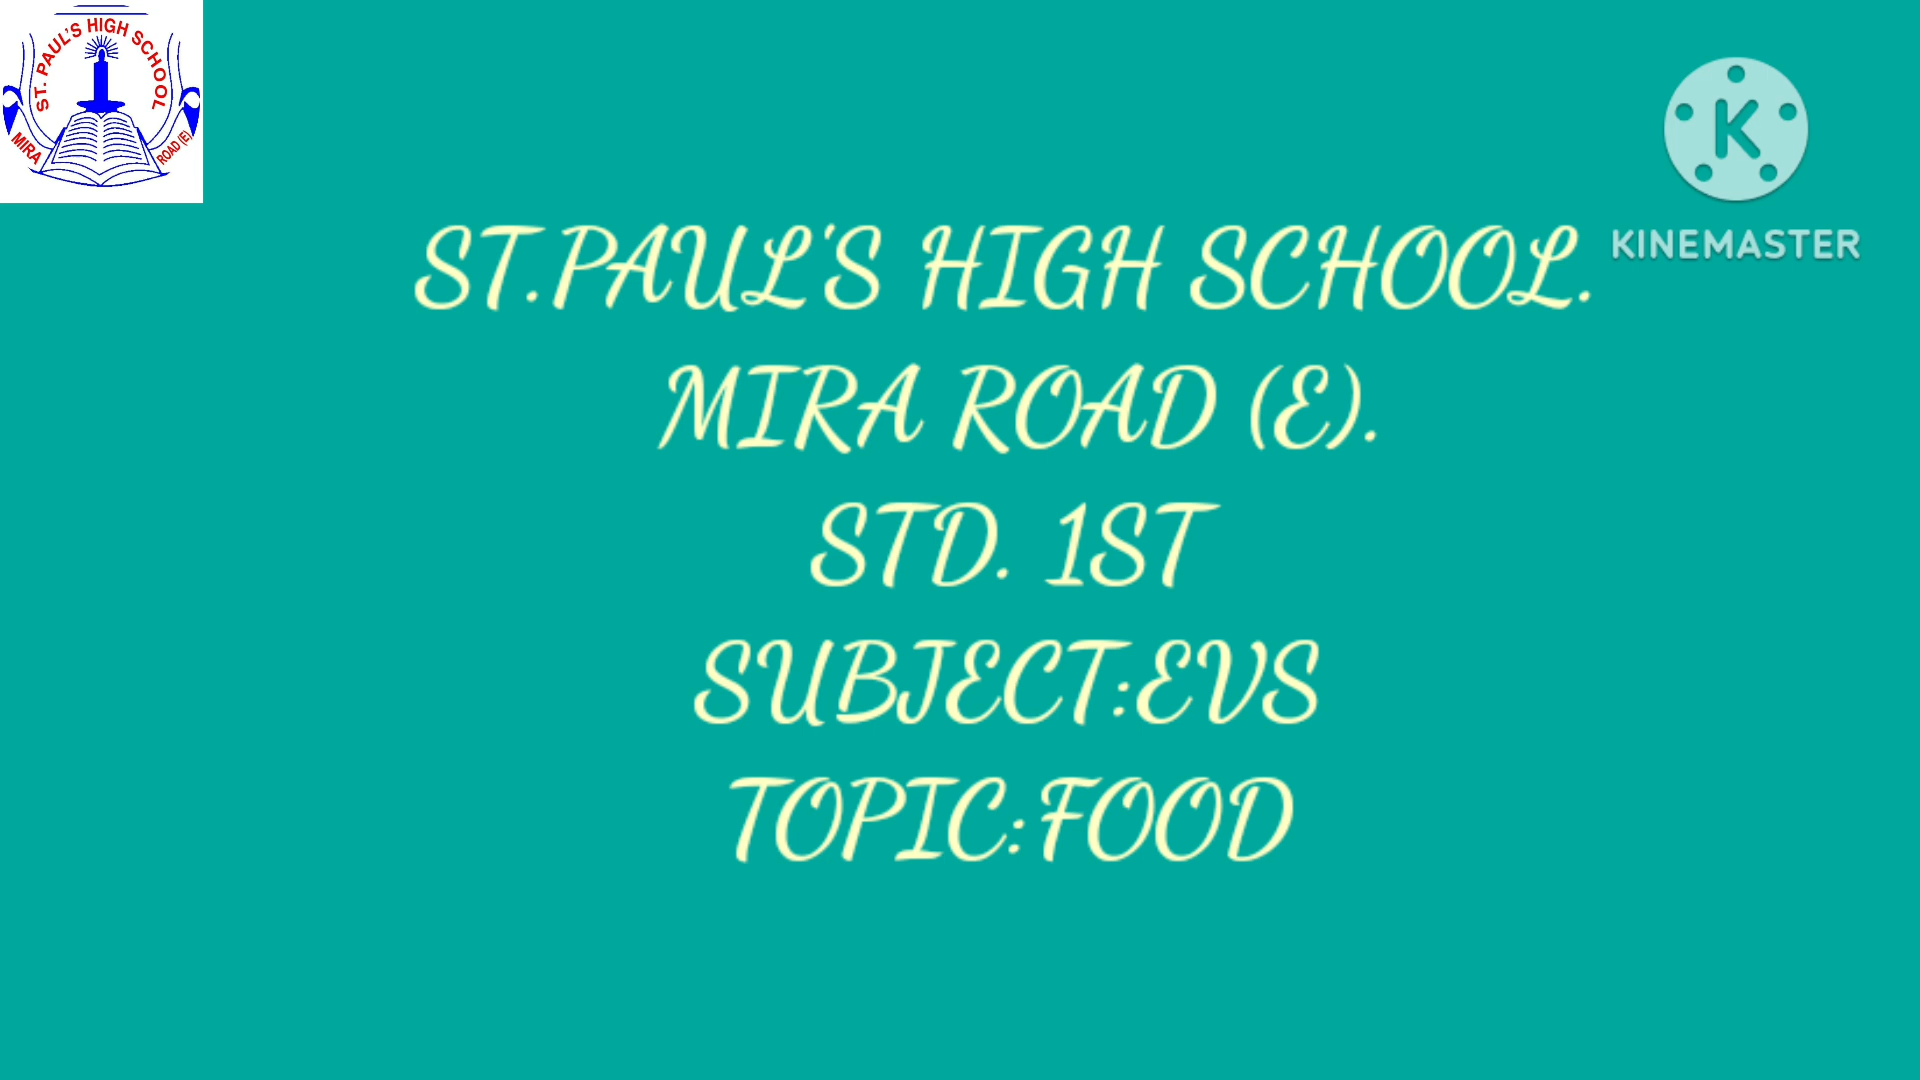 ST. PAUL'S HIGH SCHOOL
MIRA ROAD (E)
KINEMASTER
ST.PAUL'S HIGH SCHOOL.
MIRA ROAD (E).
STD. 1ST
SUBJECT:EVS
TOPIC:FOOD